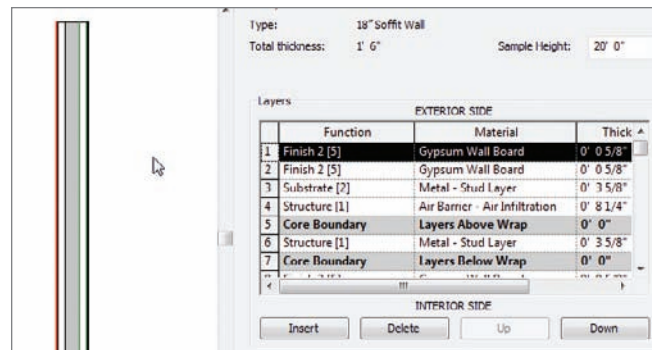 Type: 18" Soffit Wall
Total thickness: 1' 6" Sample Height: 20' 0"
Layers
EXTERIOR SIDE
Function Material Thick
1 Finish 2 [5] Gypsum Wall Board 0' 0 5/8"
2 Finish 2 [5] Gypsum Wall Board 0' 0 5/8"
3 Substrate [2] Metal - Stud Layer 0' 3 5/8"
4 Structure [1] Air Barrier - Air Infiltration 0' 8 1/4"
5 Core Boundary Layers Above Wrap 0' 0"
6 Structure [1] Metal - Stud Layer 0' 3 5/8"
7 Core Boundary Layers Below Wrap 0' 0"
INTERIOR SIDE
Insert Delete Up Down